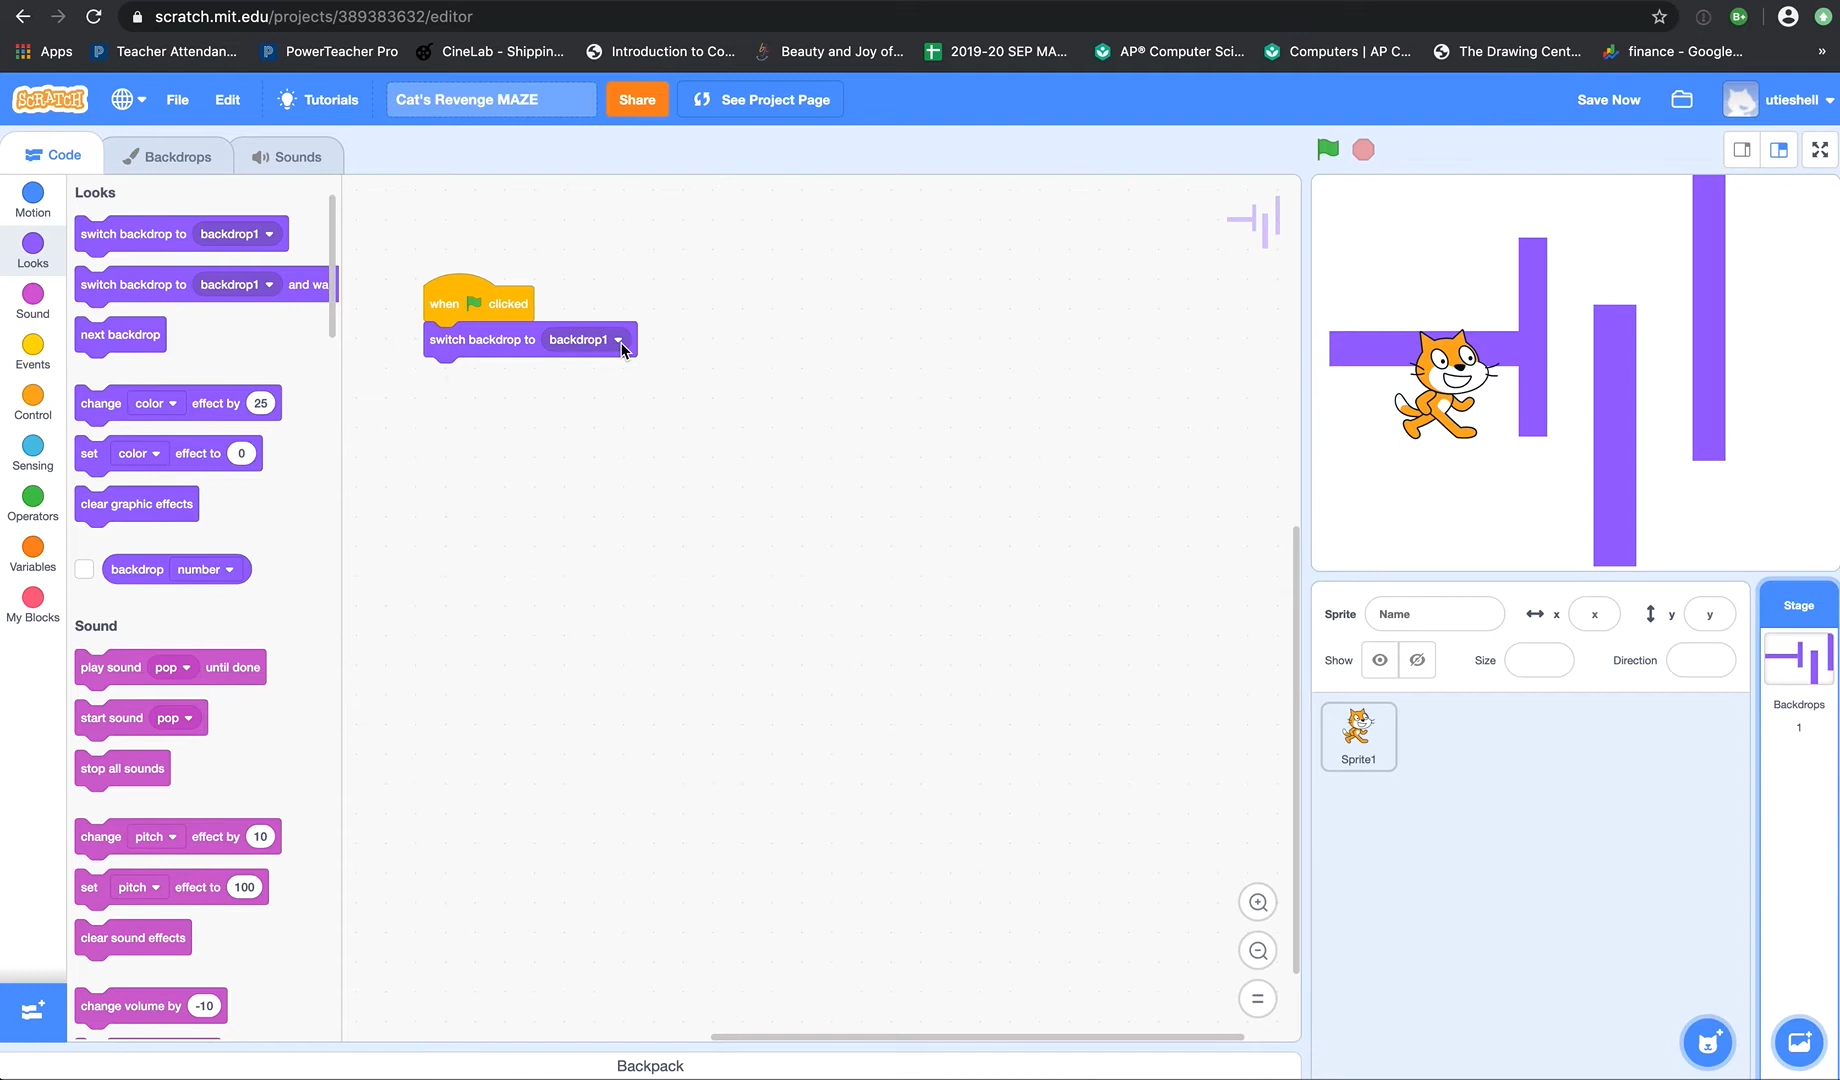 scratch.mit.edu/projects/389383632/editor
Apps
Teacher Attendan...
PowerTeacher Pro
CineLab - Shippin...
Introduction to Co...
Beauty and Joy of...
2019-20 SEP MA...
AP® Computer Sci...
Computers | AP C...
The Drawing Cent...
finance - Google...
»
SCRATCH
File
Edit
Tutorials
Cat's Revenge MAZE
Share
See Project Page
Save Now
utieshell
Code
Backdrops
Sounds
Motion
Looks
Sound
Events
Control
Sensing
Operators
Variables
My Blocks
Looks
switch backdrop to backdrop1
switch backdrop to backdrop1 and wa
next backdrop
change color effect by 25
set color effect to 0
clear graphic effects
backdrop number
Sound
play sound pop until done
start sound pop
stop all sounds
change pitch effect by 10
set pitch effect to 100
clear sound effects
change volume by -10
when clicked
switch backdrop to backdrop1
Sprite Name x x y y
Show Size Direction
Sprite1
Stage
Backdrops
1
Backpack
B+